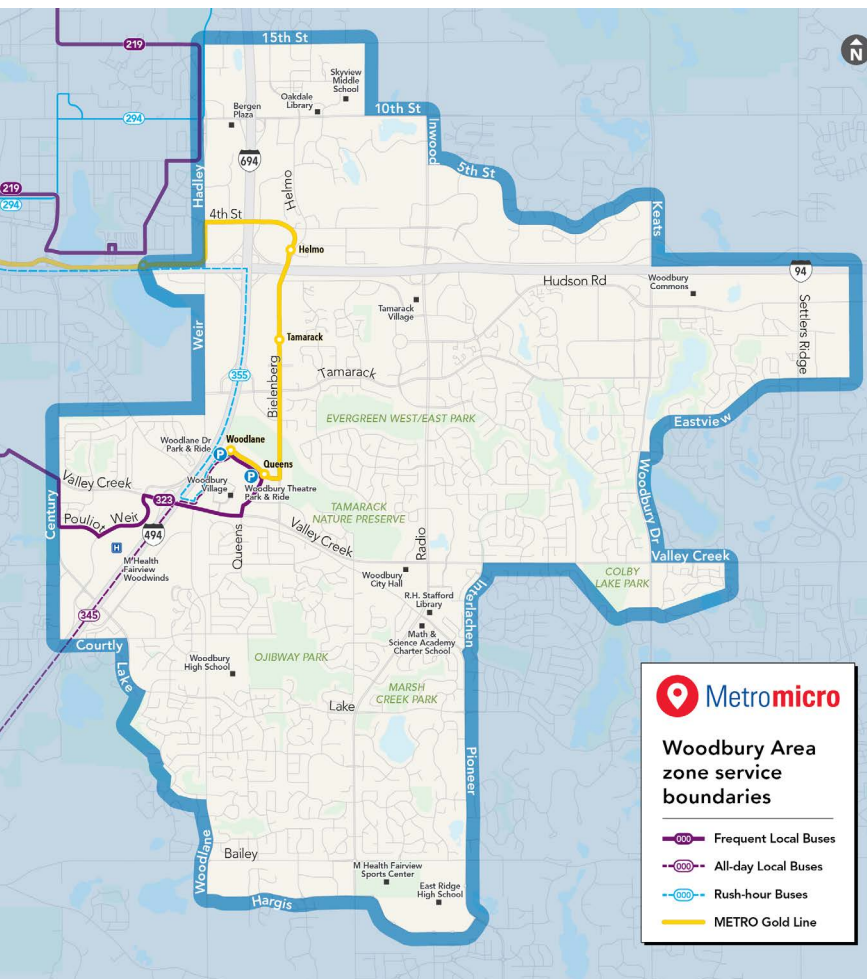 15th St
219
N
Skyview
Middle
School
Oakdale
Library
Bergen
Plaza
10th St
294
Inwood
694
5th St
Hadley
Helmo
219
294
Keats
4th St
Helmo
94
Hudson Rd
Woodbury
Commons
Settlers Ridge
Tamarack
Village
Weir
Tamarack
355
Bielenberg
Tamarack
EVERGREEN WEST/EAST PARK
Eastview
Woodlane Dr
Park & Ride
Woodlane
P
Queens
P
Woodbury Theatre
Park & Ride
Woodbury
Village
Valley Creek
Century
323
Pouliot
Weir
494
TAMARACK
NATURE PRESERVE
Woodbury Dr
Queens
Valley Creek
Radio
H
M Health
Fairview
Woodwinds
Valley Creek
Woodbury
City Hall
COLBY
LAKE PARK
Interlachen
R.H. Stafford
Library
345
Math &
Science Academy
Charter School
Courtly
Lake
Woodbury
High School
OJIBWAY PARK
MARSH
CREEK PARK
Lake
Pioneer
Woodlane
Bailey
M Health Fairview
Sports Center
East Ridge
High School
Hargis
Metromicro
Woodbury Area
zone service
boundaries
000 Frequent Local Buses
000 All-day Local Buses
000 Rush-hour Buses
METRO Gold Line